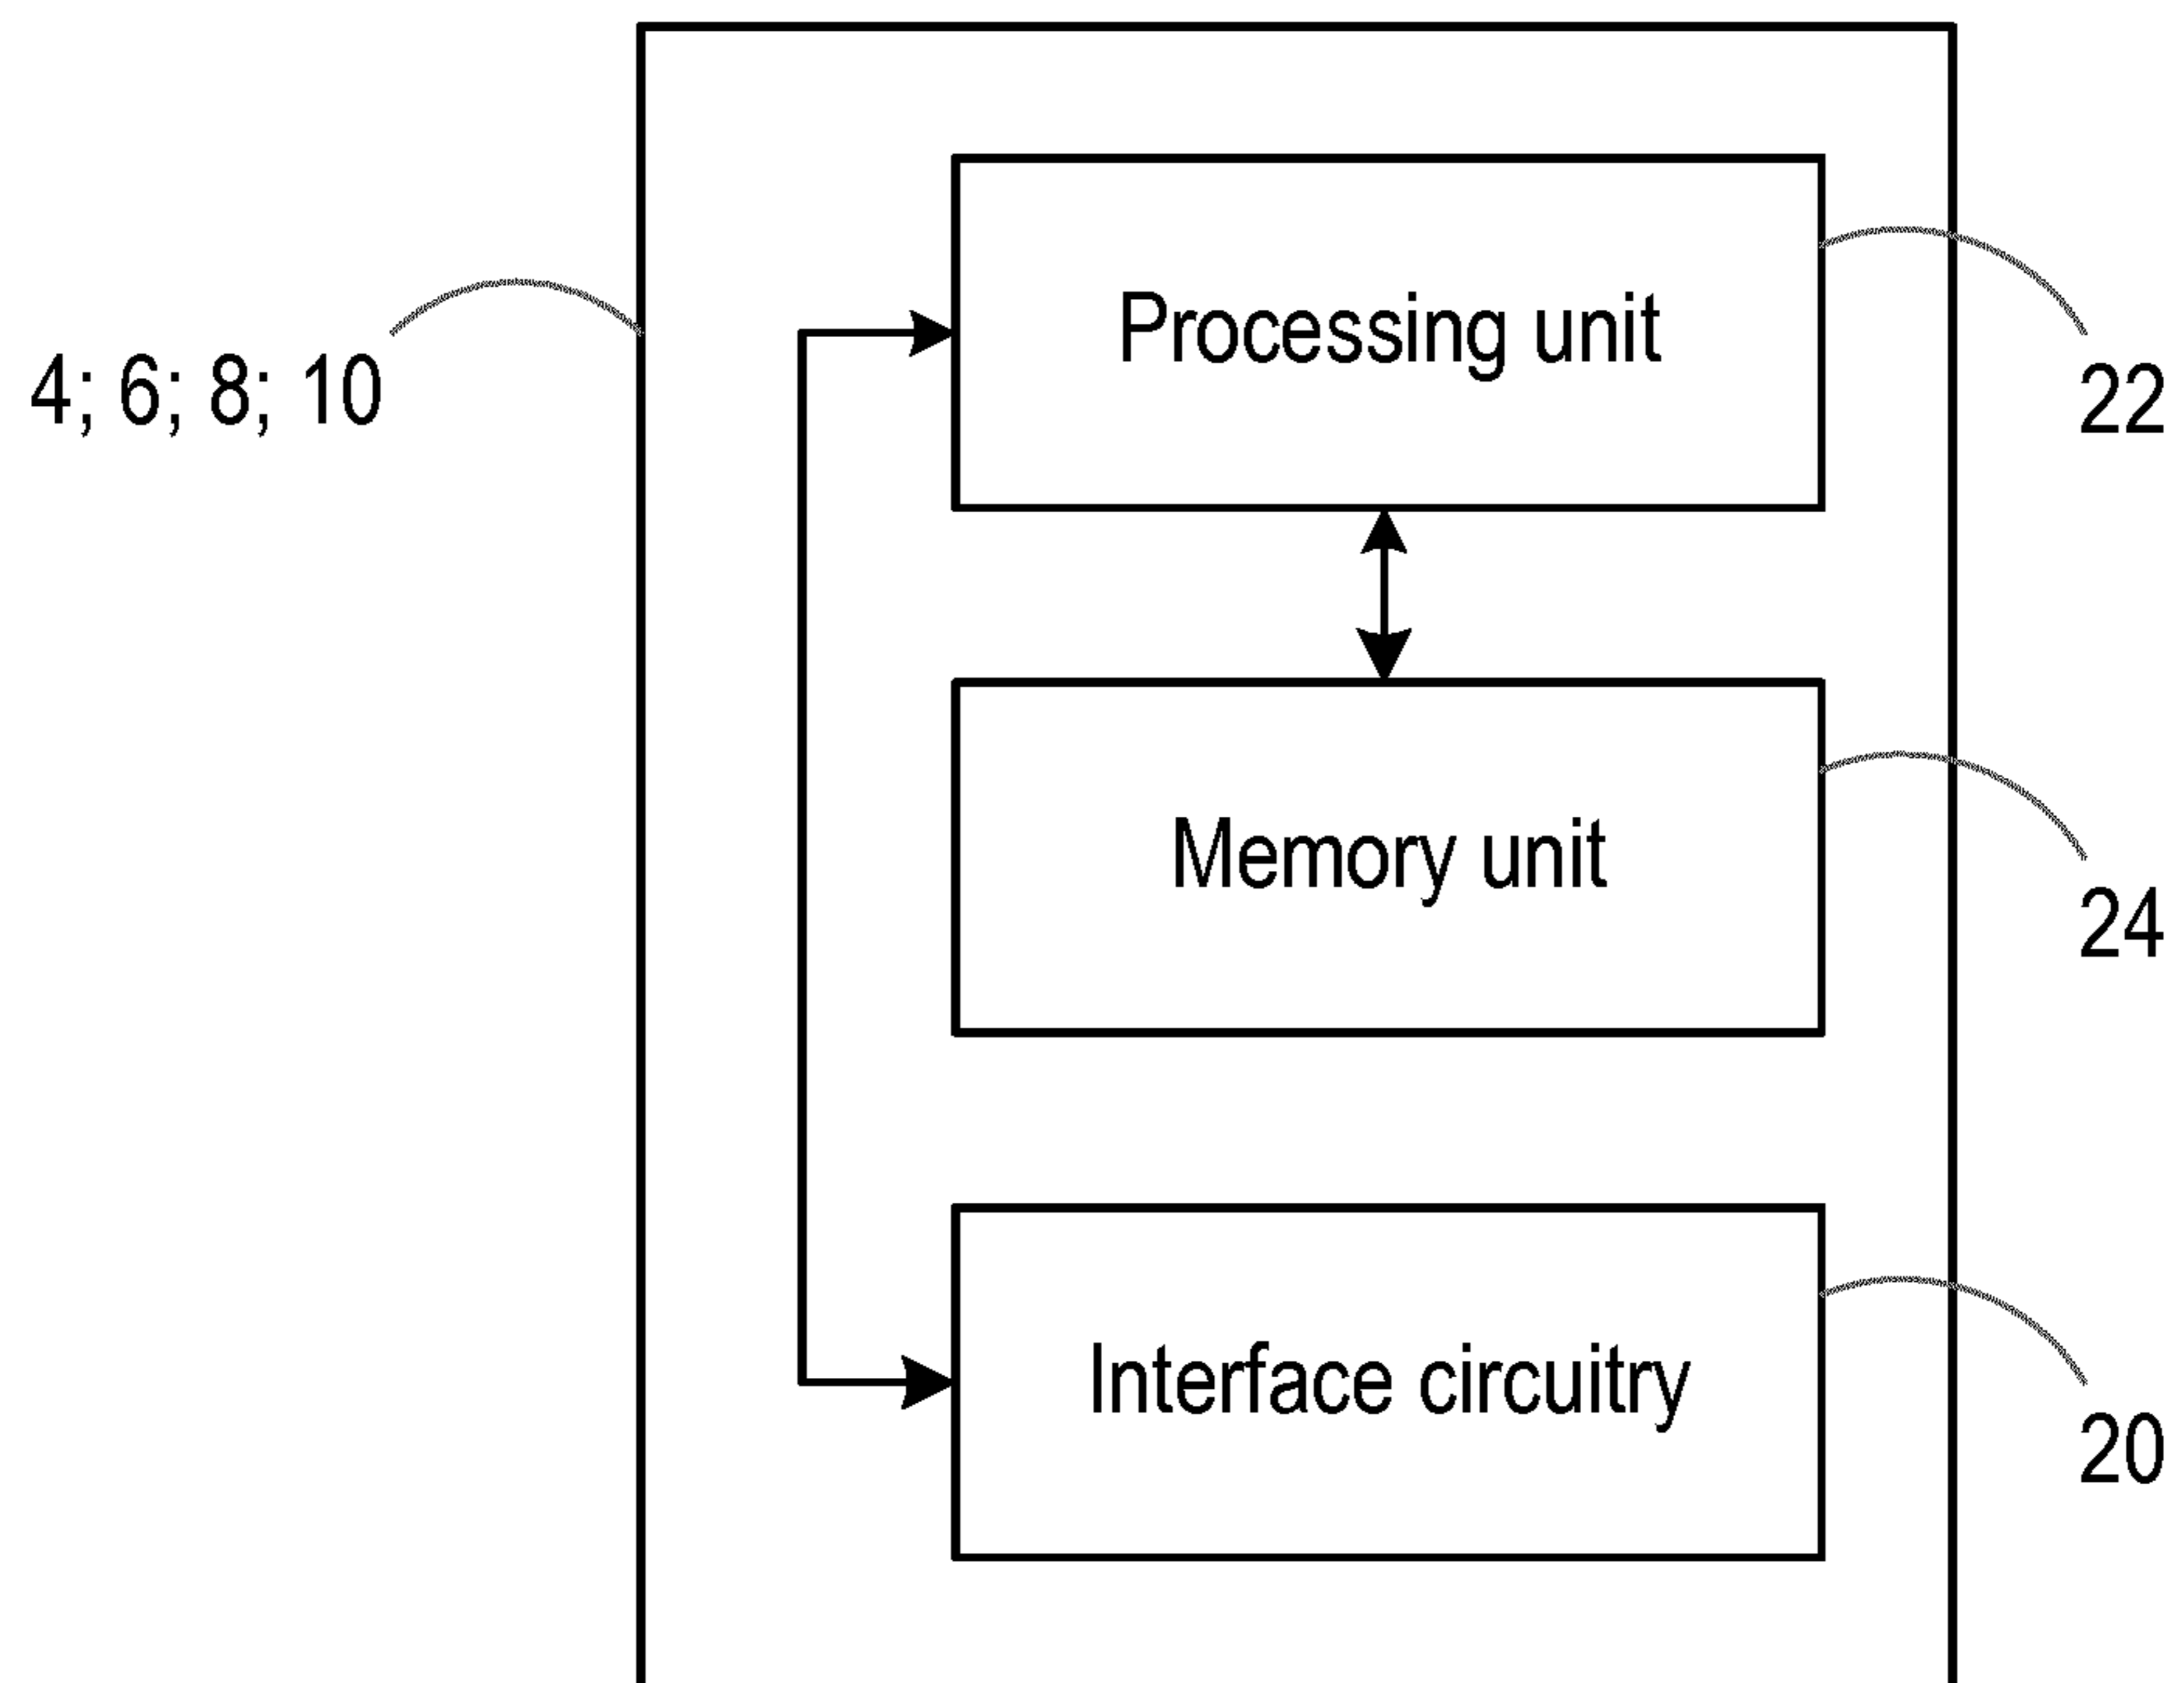 Processing unit
4; 6; 8; 10
22
Memory unit
24
Interface circuitry
20